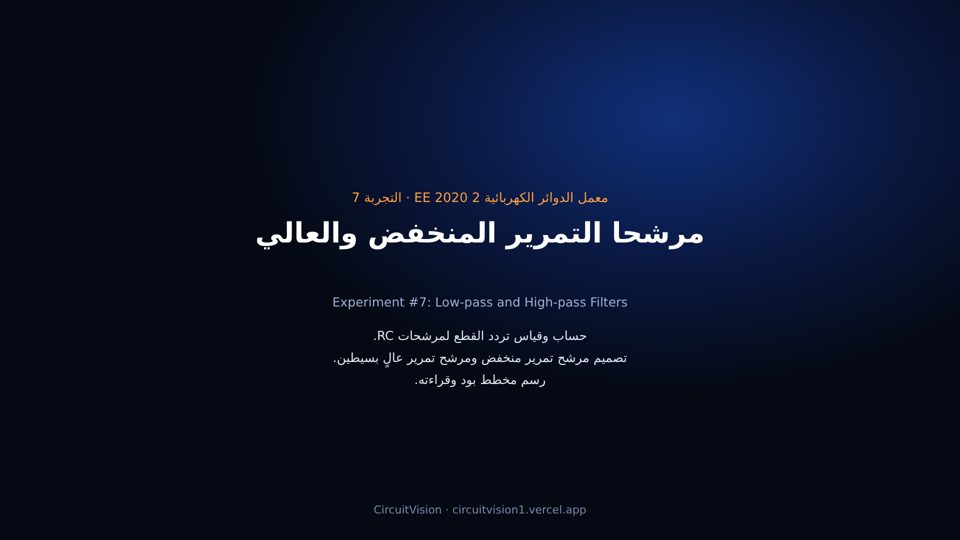 معمل الدوائر الكهربائية 2 EE 2020 · التجربة 7
مرشحا التمرير المنخفض والعالي
Experiment #7: Low-pass and High-pass Filters
حساب وقياس تردد القطع لمرشحات RC.
تصميم مرشح تمرير منخفض ومرشح تمرير عالٍ بسيطين.
رسم مخطط بود وقراءته.
CircuitVision · circuitvision1.vercel.app